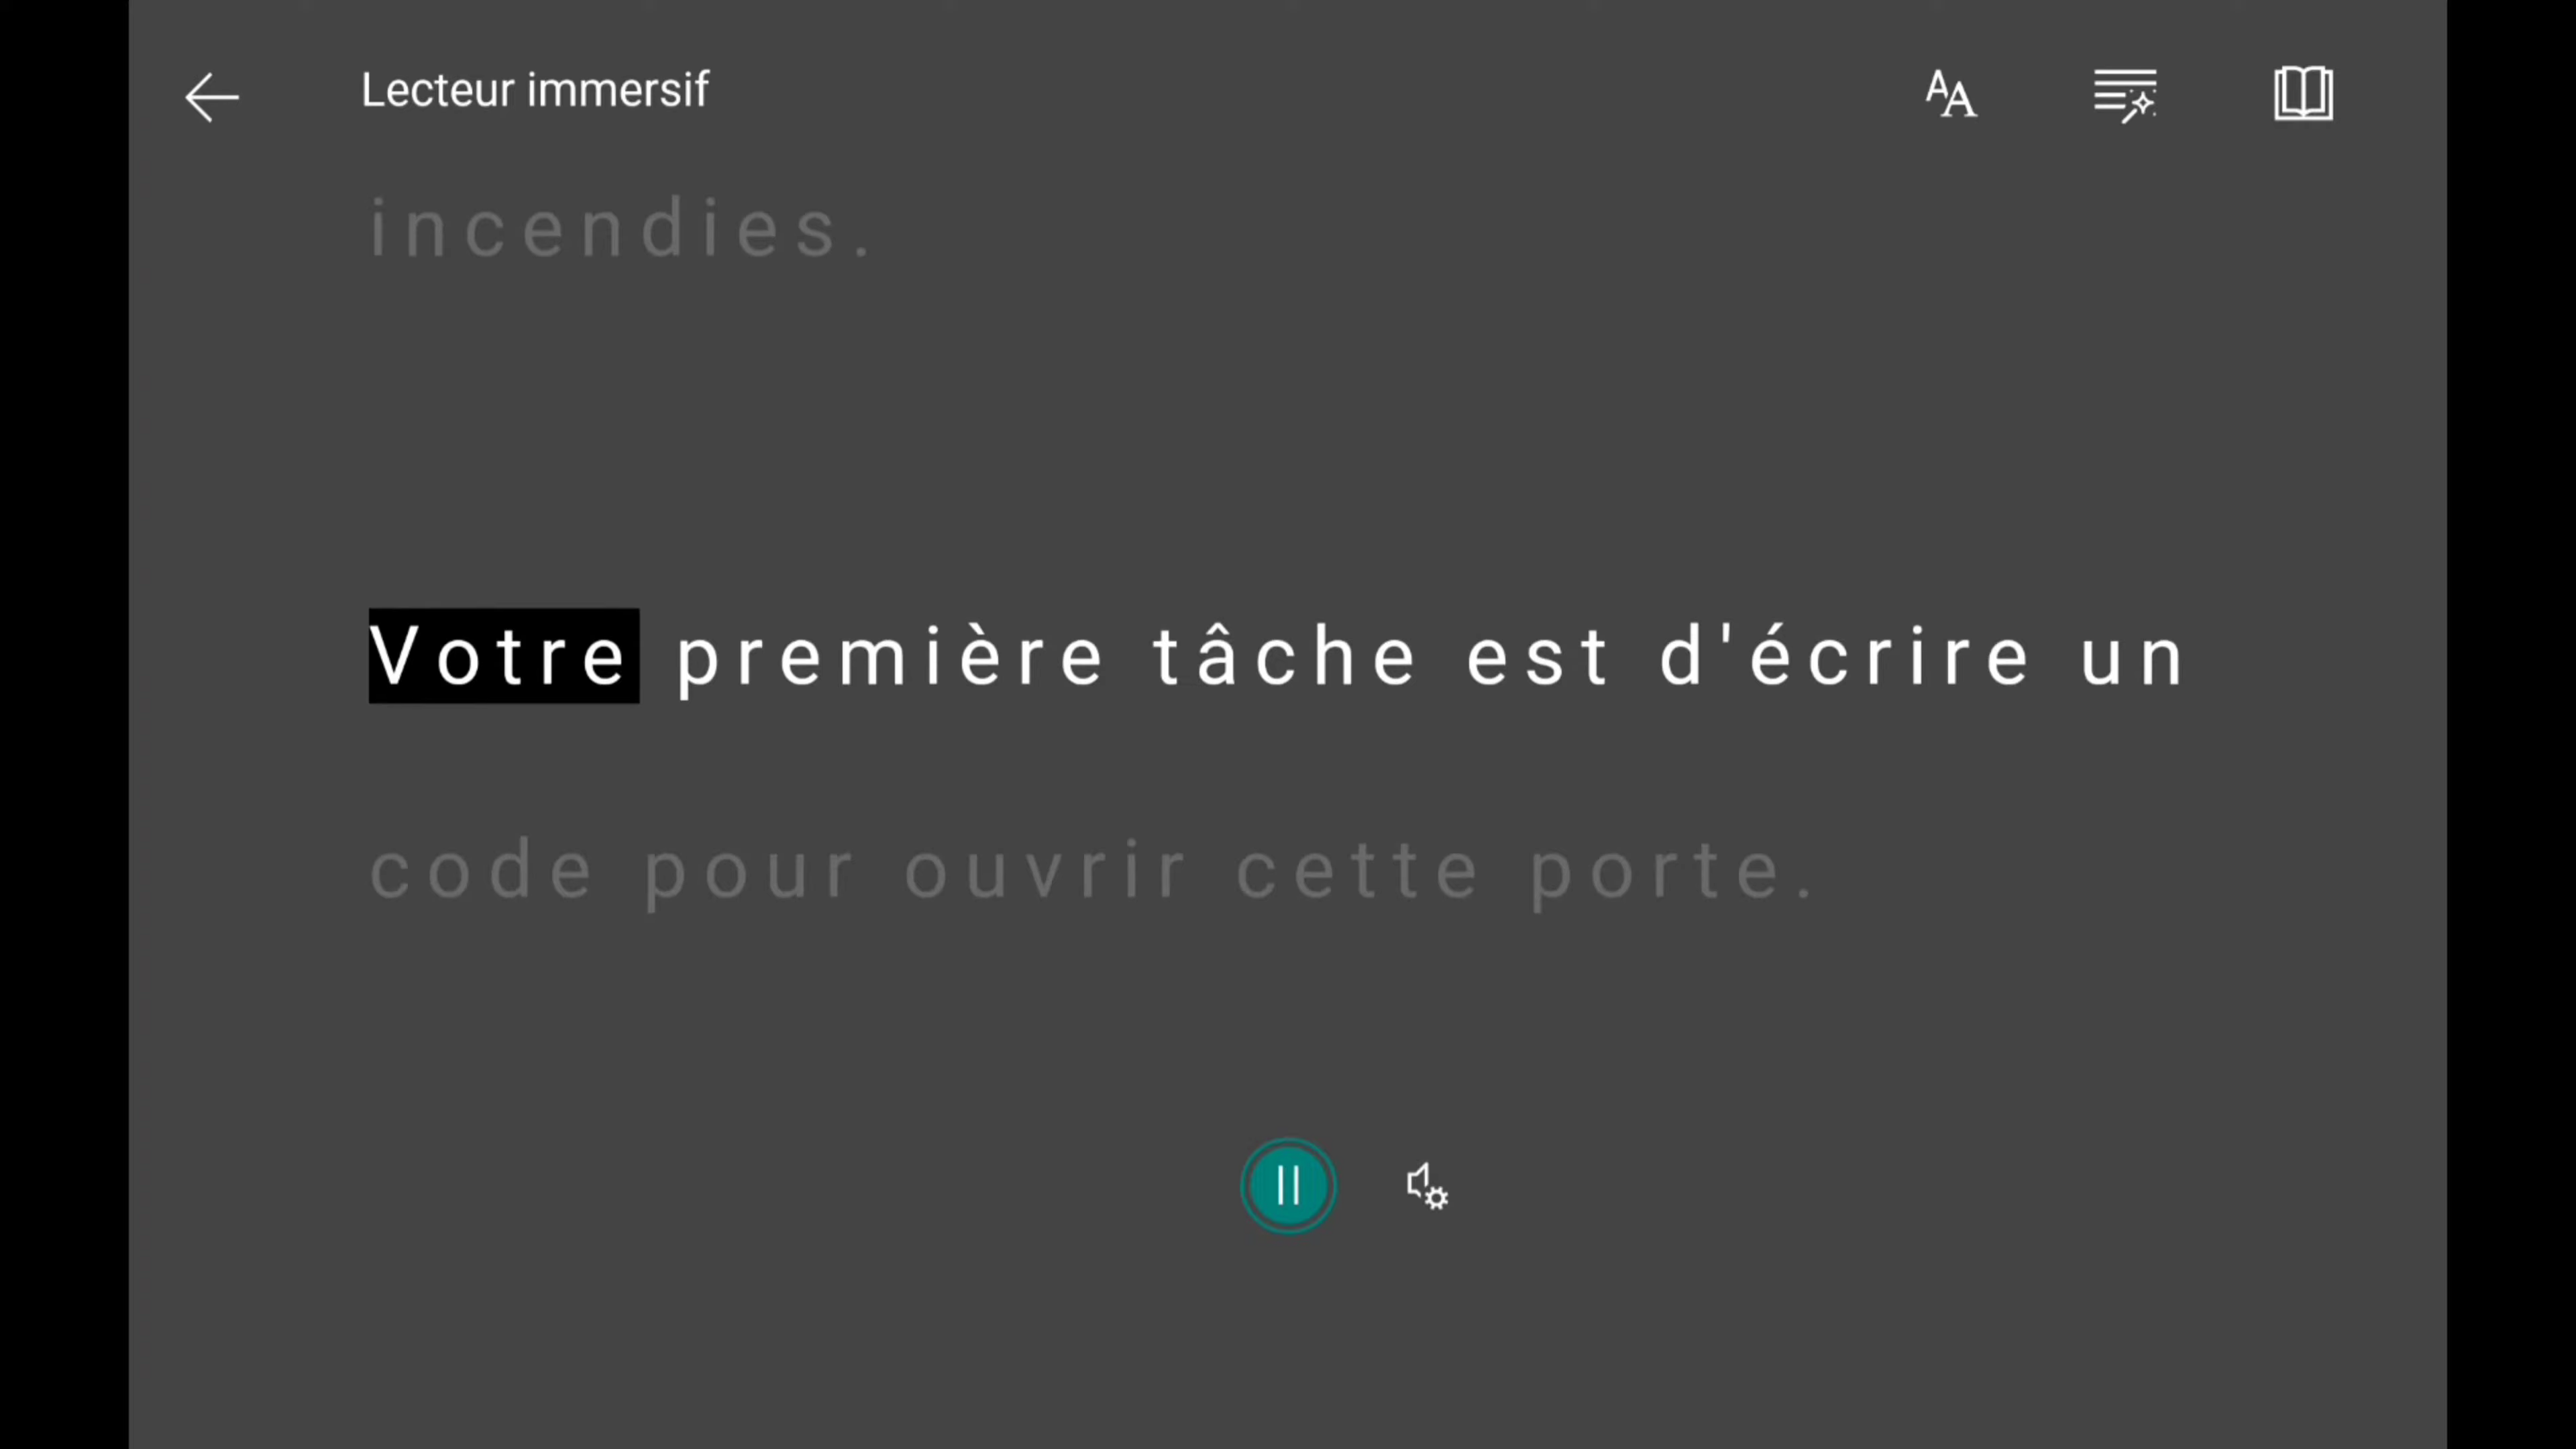 Lecteur immersif
incendies.
Votre première tâche est d'écrire un
code pour ouvrir cette porte.